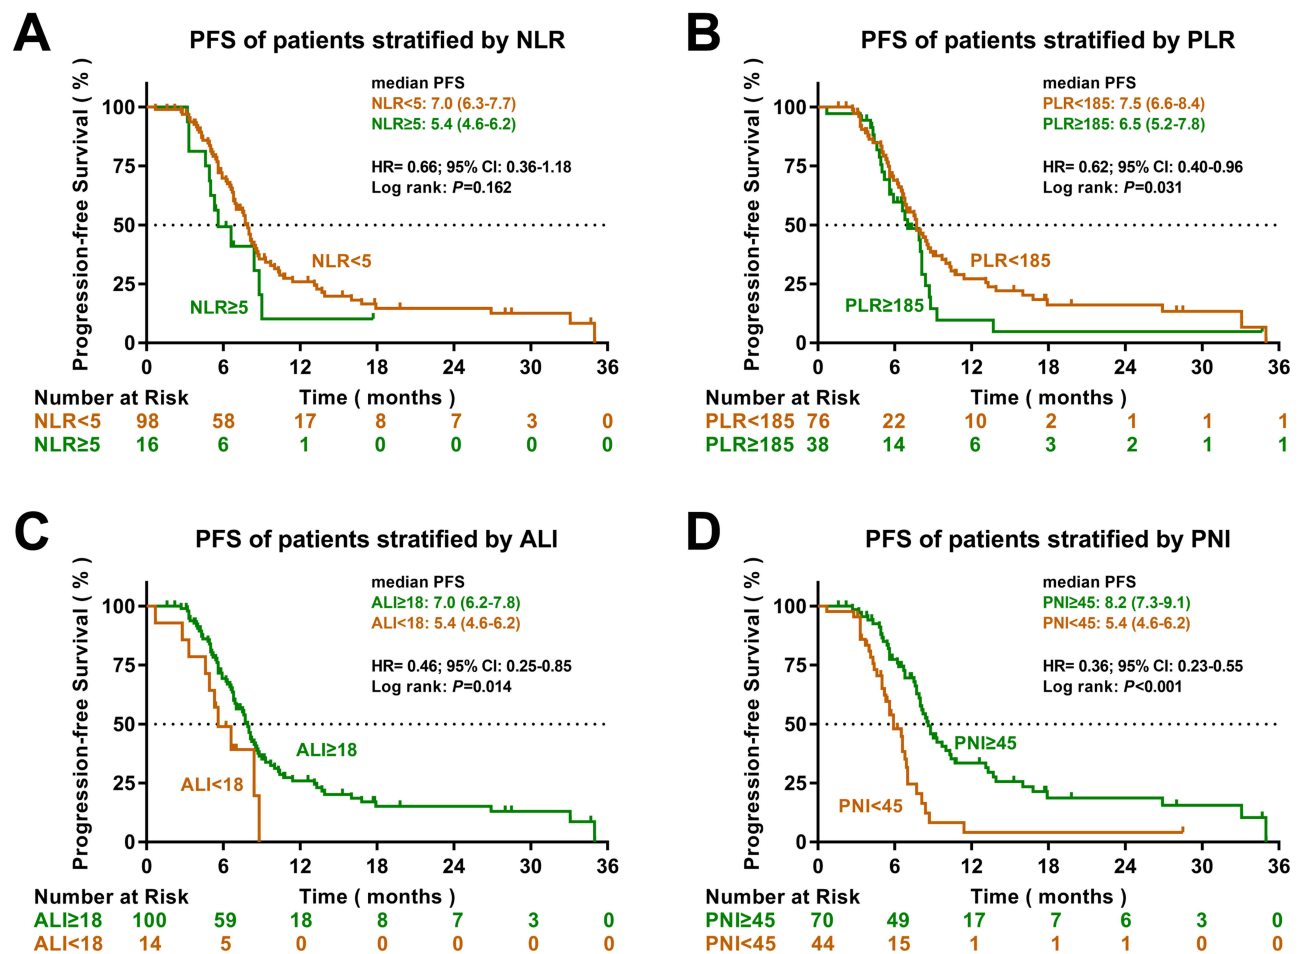 A
PFS of patients stratified by NLR
Progression-free Survival ( % )
median PFS
NLR<5: 7.0 (6.3-7.7)
NLR≥5: 5.4 (4.6-6.2)
HR= 0.66; 95% CI: 0.36-1.18
Log rank: P=0.162
100
75
50
25
0
NLR<5
NLR≥5
0 6 12 18 24 30 36
Time ( months )
Number at Risk
NLR<5 98 58 17 8 7 3 0
NLR≥5 16 6 1 0 0 0 0
B
PFS of patients stratified by PLR
Progression-free Survival ( % )
median PFS
PLR<185: 7.5 (6.6-8.4)
PLR≥185: 6.5 (5.2-7.8)
HR= 0.62; 95% CI: 0.40-0.96
Log rank: P=0.031
100
75
50
25
0
PLR<185
PLR≥185
0 6 12 18 24 30 36
Time ( months )
Number at Risk
PLR<185 76 22 10 2 1 1 1
PLR≥185 38 14 6 3 2 1 1
C
PFS of patients stratified by ALI
Progression-free Survival ( % )
median PFS
ALI≥18: 7.0 (6.2-7.8)
ALI<18: 5.4 (4.6-6.2)
HR= 0.46; 95% CI: 0.25-0.85
Log rank: P=0.014
100
75
50
25
0
ALI≥18
ALI<18
0 6 12 18 24 30 36
Time ( months )
Number at Risk
ALI≥18 100 59 18 8 7 3 0
ALI<18 14 5 0 0 0 0 0
D
PFS of patients stratified by PNI
Progression-free Survival ( % )
median PFS
PNI≥45: 8.2 (7.3-9.1)
PNI<45: 5.4 (4.6-6.2)
HR= 0.36; 95% CI: 0.23-0.55
Log rank: P<0.001
100
75
50
25
0
PNI≥45
PNI<45
0 6 12 18 24 30 36
Time ( months )
Number at Risk
PNI≥45 70 49 17 7 6 3 0
PNI<45 44 15 1 1 1 0 0